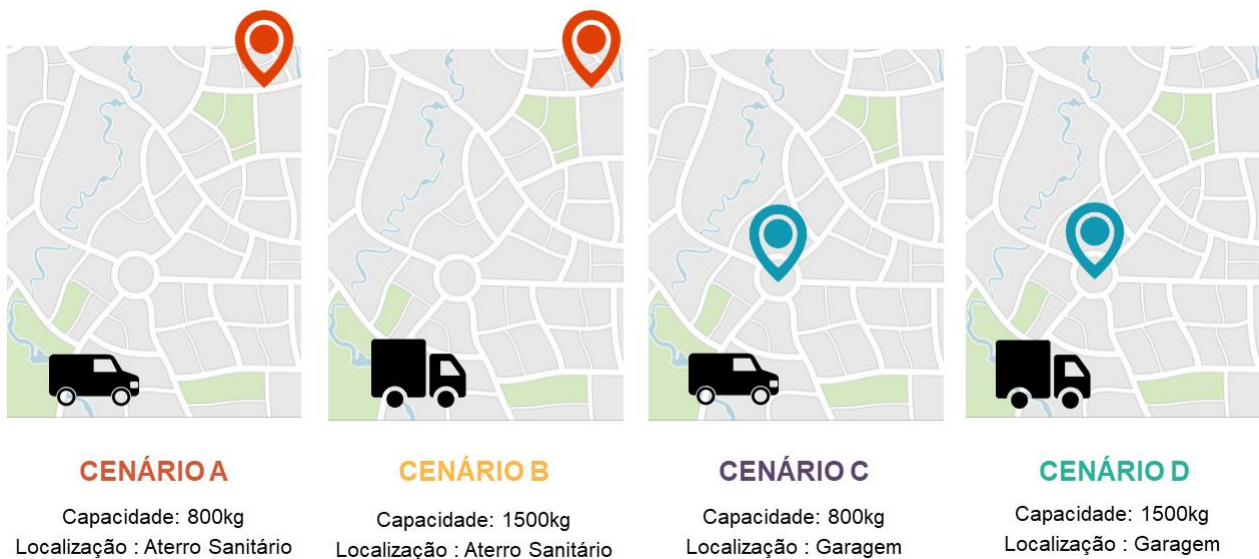 CENÁRIO A
Capacidade: 800kg
Localização : Aterro Sanitário
CENÁRIO B
Capacidade: 1500kg
Localização : Aterro Sanitário
CENÁRIO C
Capacidade: 800kg
Localização : Garagem
CENÁRIO D
Capacidade: 1500kg
Localização : Garagem